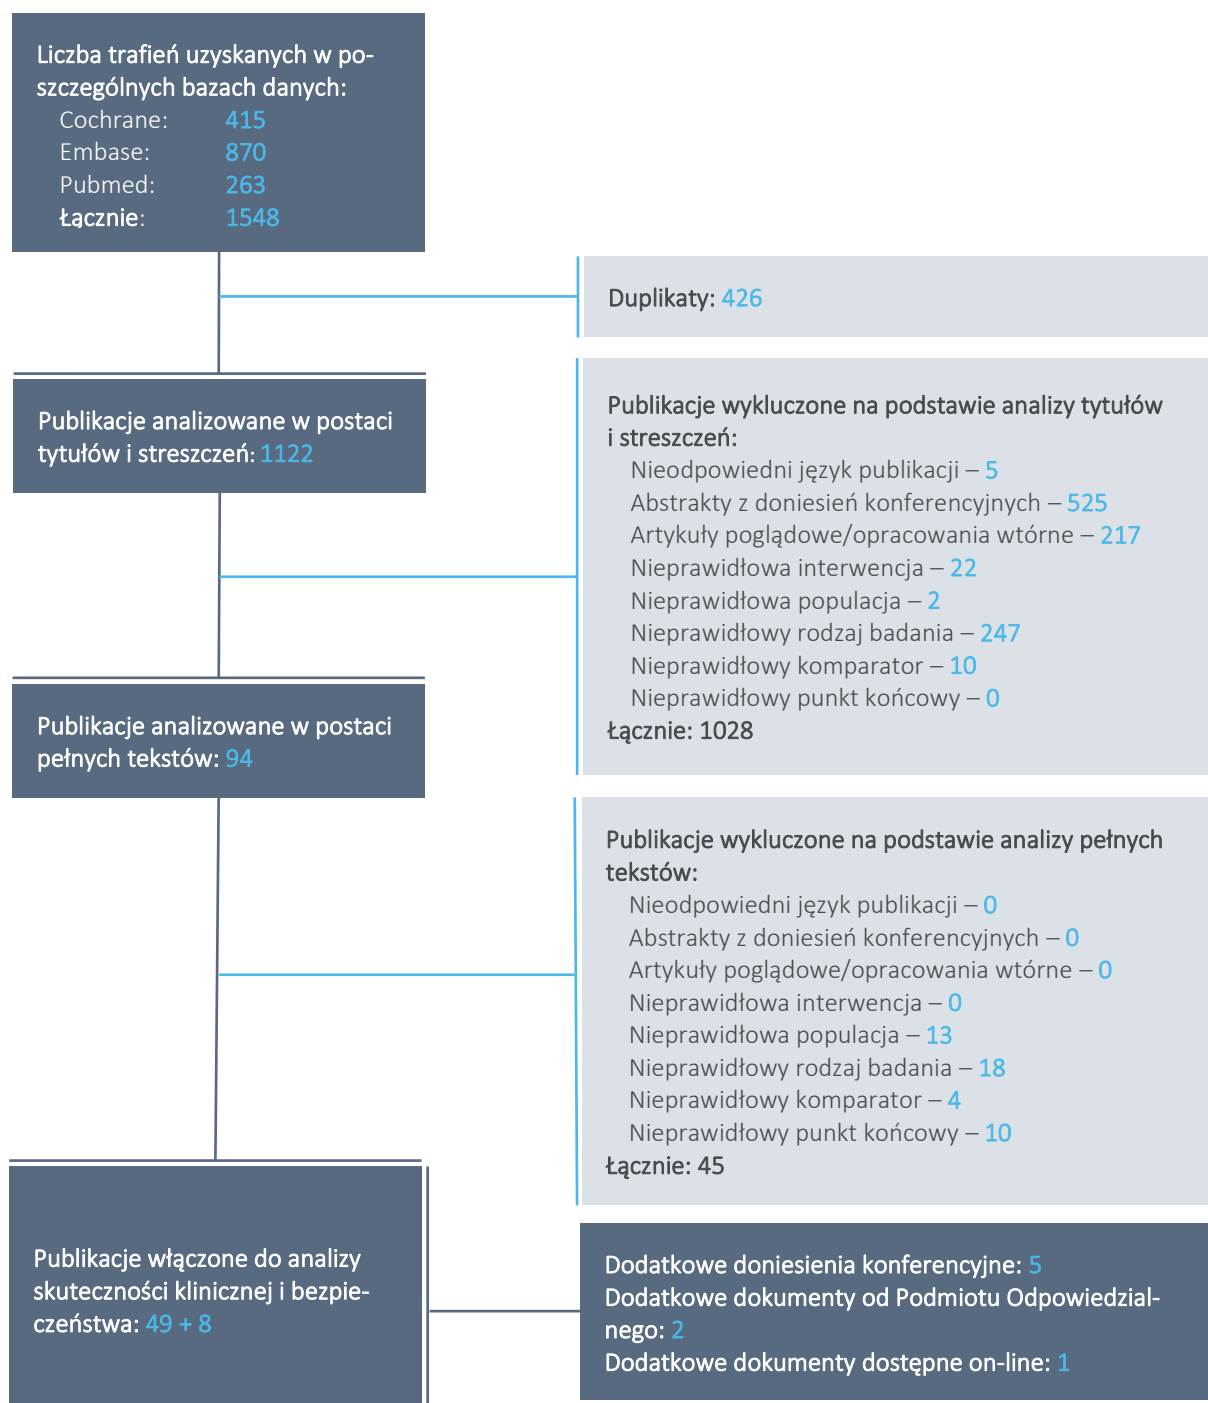 Liczba trafień uzyskanych w po-
szczególnych bazach danych:
Cochrane: 415
Embase: 870
Pubmed: 263
Łącznie: 1548
Duplikaty: 426
Publikacje analizowane w postaci
tytułów i streszczeń: 1122
Publikacje wykluczone na podstawie analizy tytułów
i streszczeń:
Nieodpowiedni język publikacji – 5
Abstrakty z doniesień konferencyjnych – 525
Artykuły poglądowe/opracowania wtórne – 217
Nieprawidłowa interwencja – 22
Nieprawidłowa populacja – 2
Nieprawidłowy rodzaj badania – 247
Nieprawidłowy komparator – 10
Nieprawidłowy punkt końcowy – 0
Łącznie: 1028
Publikacje analizowane w postaci
pełnych tekstów: 94
Publikacje wykluczone na podstawie analizy pełnych
tekstów:
Nieodpowiedni język publikacji – 0
Abstrakty z doniesień konferencyjnych – 0
Artykuły poglądowe/opracowania wtórne – 0
Nieprawidłowa interwencja – 0
Nieprawidłowa populacja – 13
Nieprawidłowy rodzaj badania – 18
Nieprawidłowy komparator – 4
Nieprawidłowy punkt końcowy – 10
Łącznie: 45
Publikacje włączone do analizy
skuteczności klinicznej i bezpie-
czeństwa: 49 + 8
Dodatkowe doniesienia konferencyjne: 5
Dodatkowe dokumenty od Podmiotu Odpowiedzial-
nego: 2
Dodatkowe dokumenty dostępne on-line: 1